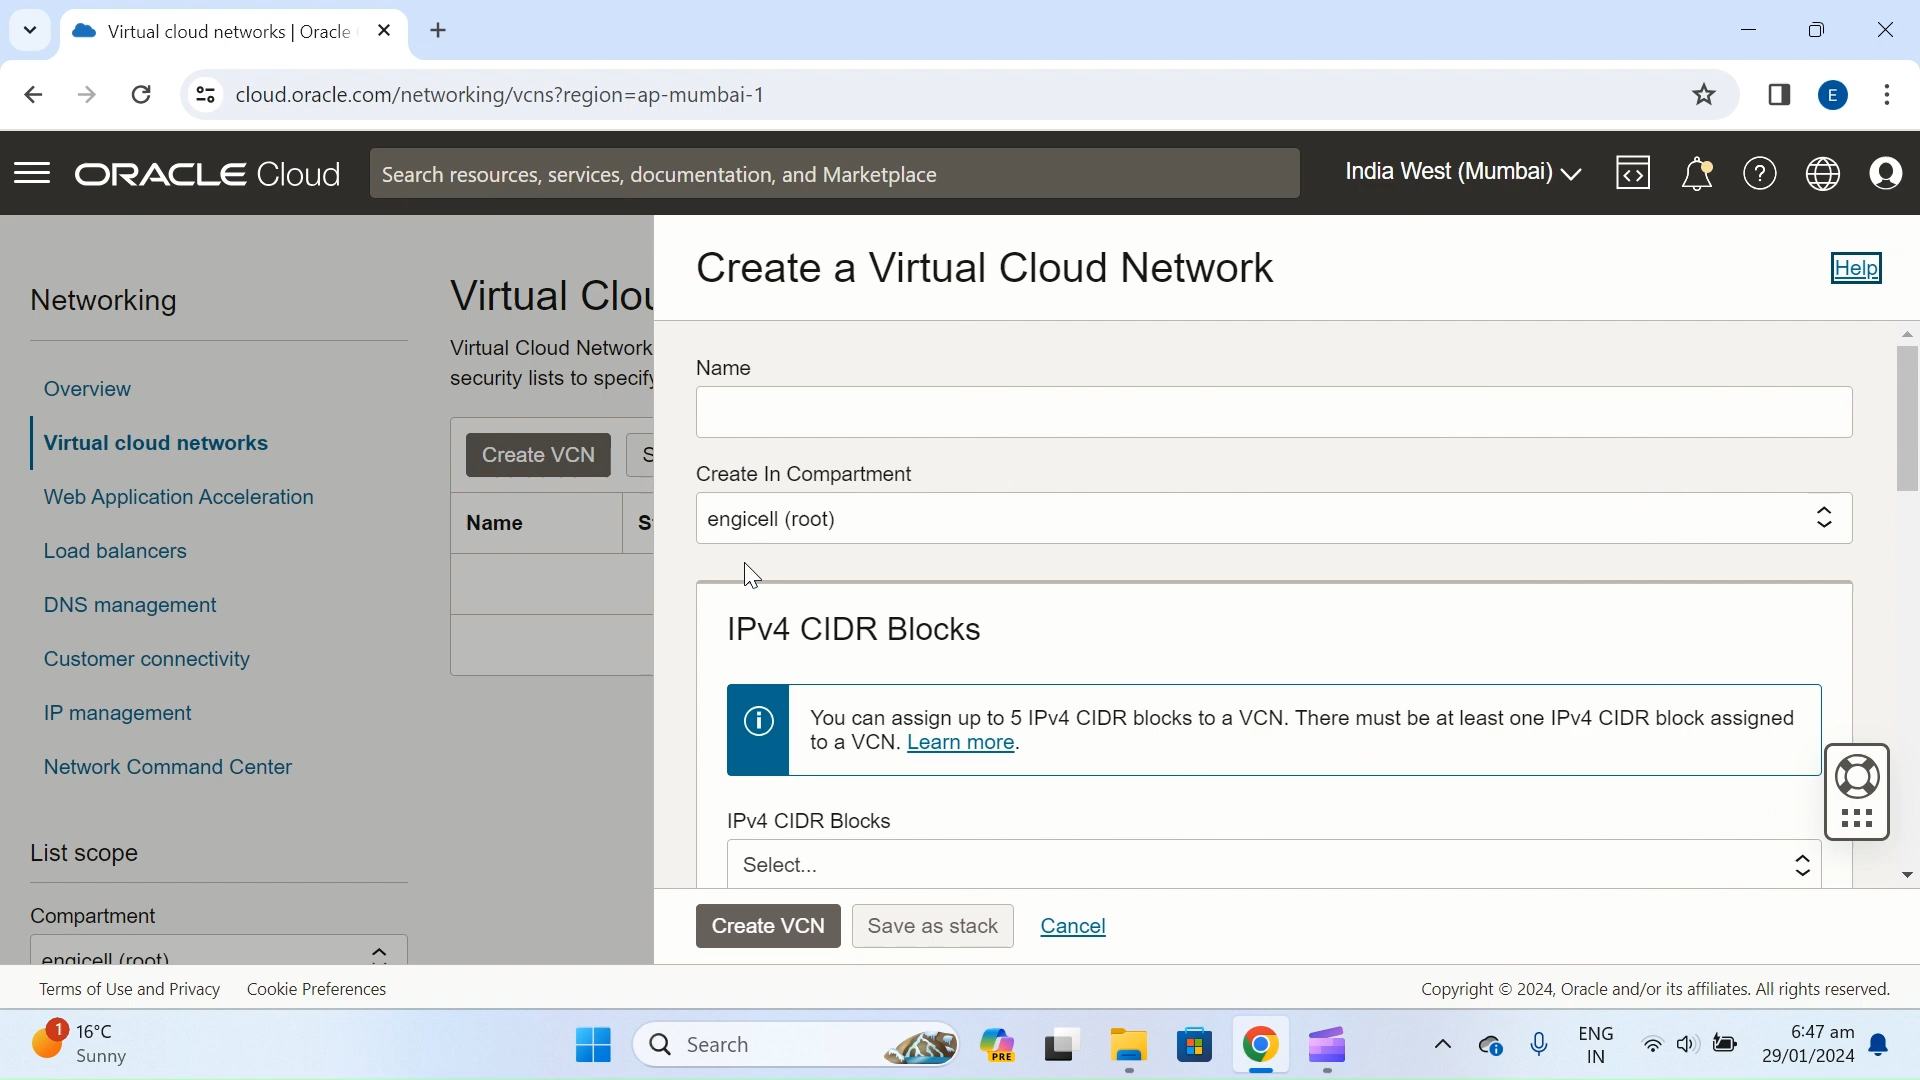 Virtual cloud networks | Oracle
cloud.oracle.com/networking/vcns?region=ap-mumbai-1
E
ORACLE Cloud
Search resources, services, documentation, and Marketplace
India West (Mumbai)
Networking
Overview
Virtual cloud networks
Web Application Acceleration
Load balancers
DNS management
Customer connectivity
IP management
Network Command Center
List scope
Compartment
engicell (root)
Virtual Clou
Virtual Cloud Network
security lists to specify
Create VCN
S
Name
S
Create a Virtual Cloud Network
Help
Name
Create In Compartment
engicell (root)
IPv4 CIDR Blocks
You can assign up to 5 IPv4 CIDR blocks to a VCN. There must be at least one IPv4 CIDR block assigned
to a VCN. Learn more.
IPv4 CIDR Blocks
Select...
Create VCN
Save as stack
Cancel
Terms of Use and Privacy
Cookie Preferences
Copyright © 2024, Oracle and/or its affiliates. All rights reserved.
1
16°C
Sunny
Search
PRE
ENG
IN
6:47 am
29/01/2024